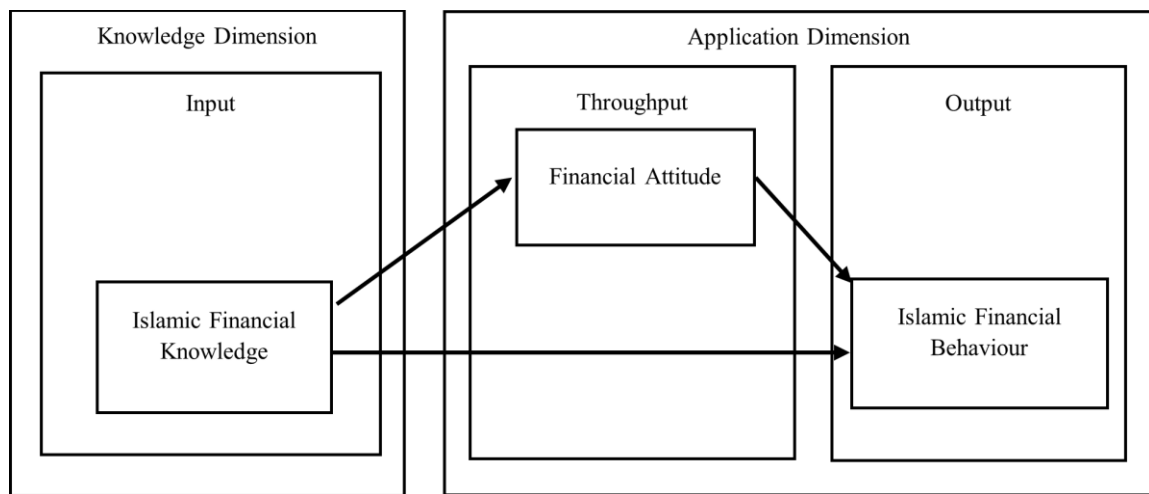 Knowledge Dimension
Application Dimension
Input
Throughput
Output
Financial Attitude
Islamic Financial
Knowledge
Islamic Financial
Behaviour